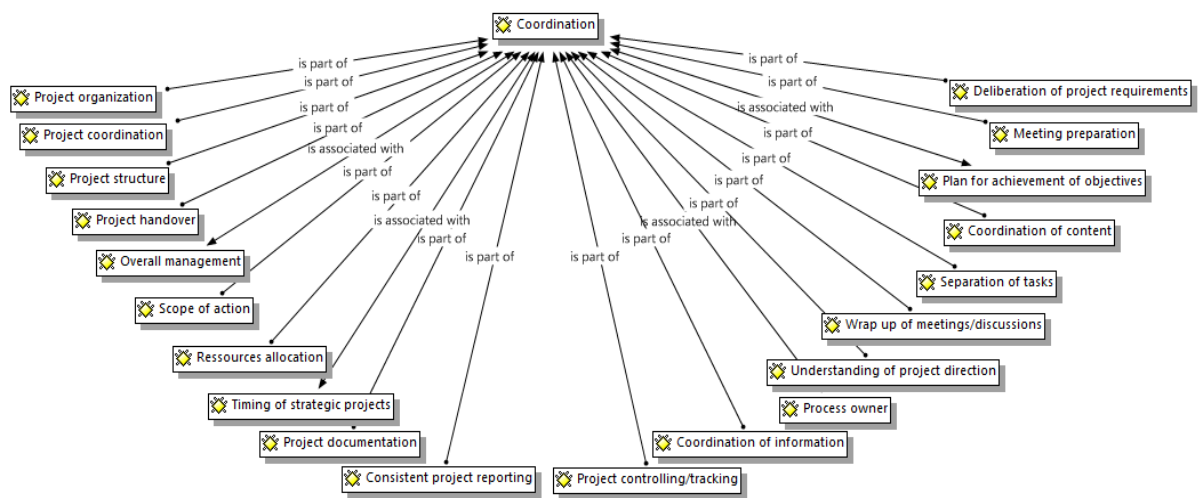 Coordination
is part of
is part of
is part of
is part of
is associated with
is part of
is part of
is associated with
is part of
is part of
is part of
is part of
is associated with
is part of
is part of
is part of
is part of
is associated with
is part of
is part of
Project organization
Project coordination
Project structure
Project handover
Overall management
Scope of action
Ressources allocation
Timing of strategic projects
Project documentation
Consistent project reporting
Project controlling/tracking
Coordination of information
Process owner
Understanding of project direction
Wrap up of meetings/discussions
Separation of tasks
Coordination of content
Plan for achievement of objectives
Meeting preparation
Deliberation of project requirements